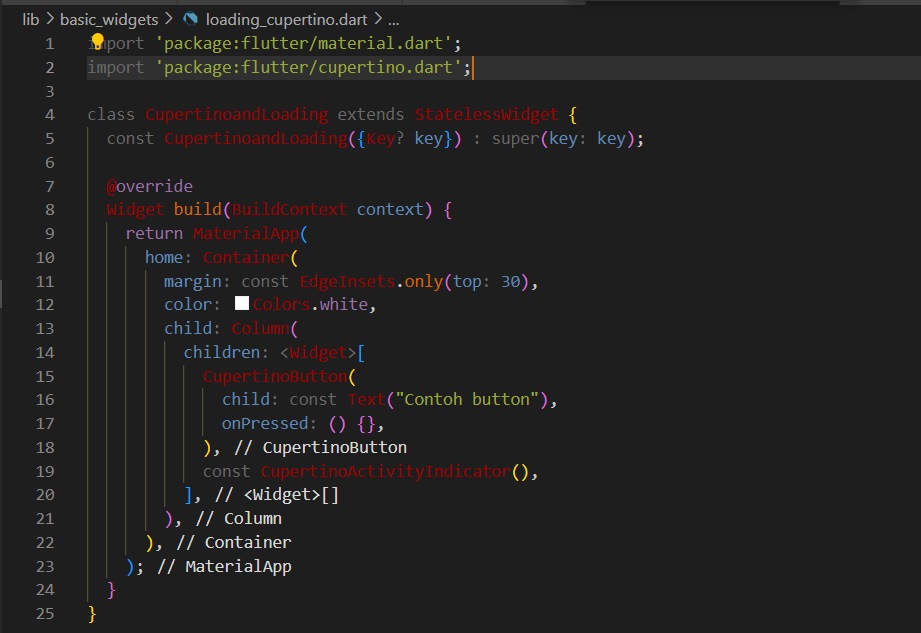 lib > basic_widgets > loading_cupertino.dart > ...
1 import 'package:flutter/material.dart';
2 import 'package:flutter/cupertino.dart';
3
4 class CupertinoandLoading extends StatelessWidget {
5   const CupertinoandLoading({Key? key}) : super(key: key);
6
7   @override
8   Widget build(BuildContext context) {
9     return MaterialApp(
10       home: Container(
11         margin: const EdgeInsets.only(top: 30),
12         color: Colors.white,
13         child: Column(
14           children: <Widget>[
15             CupertinoButton(
16               child: const Text("Contoh button"),
17               onPressed: () {},
18             ), // CupertinoButton
19             const CupertinoActivityIndicator(),
20           ], // <Widget>[]
21         ), // Column
22       ), // Container
23     ); // MaterialApp
24   }
25 }